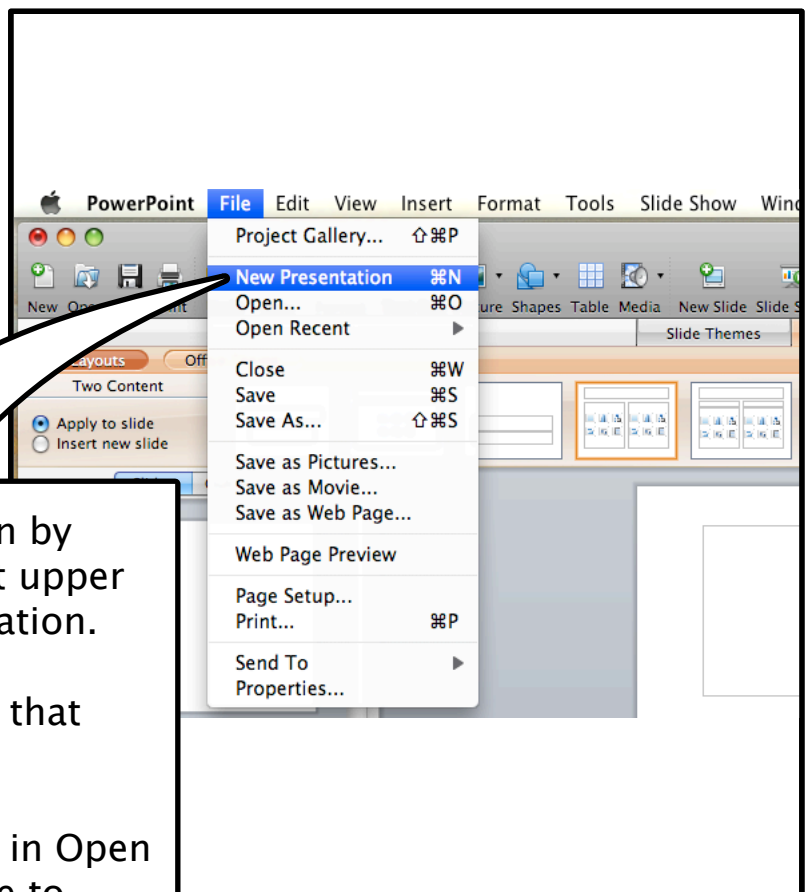 PowerPoint File Edit View Insert Format Tools Slide Show
Project Gallery... ⇧⌘P
New Presentation ⌘N
Open... ⌘O
Open Recent ▶
Close ⌘W
Save ⌘S
Save As... ⇧⌘S
Save as Pictures...
Save as Movie...
Save as Web Page...
Web Page Preview
Page Setup...
Print... ⌘P
Send To ▶
Properties...
New Shapes Table Media New Slide Slide
Slide Themes
Two Content
Apply to slide
Insert new slide
by
upper
that
in Open
to